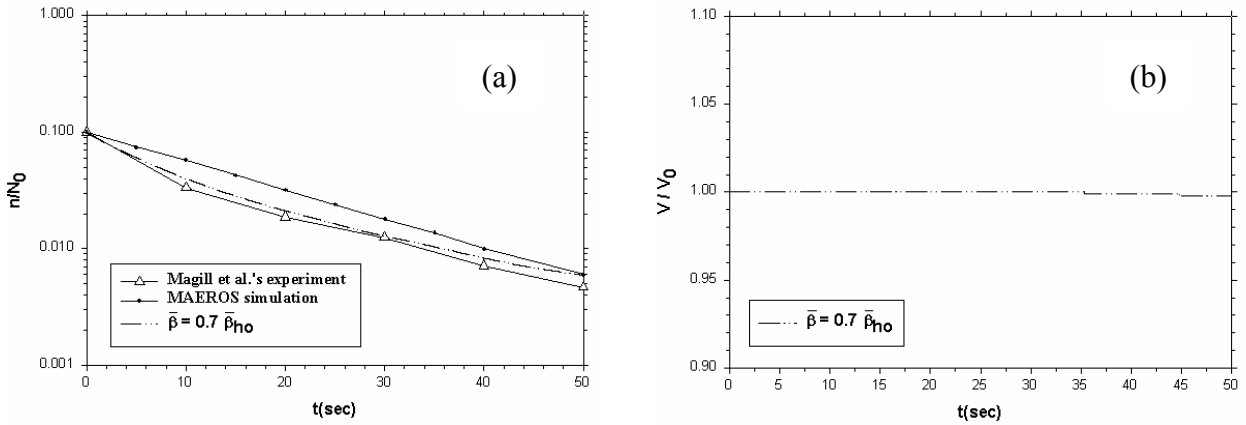 (a)
1.000
0.100
0.010
0.001
n/N0
0 10 20 30 40 50
t(sec)
Magill et al.'s experiment
MAEROS simulation
β̄ = 0.7 β̄ho
(b)
1.10
1.05
1.00
0.95
0.90
V / V0
0 5 10 15 20 25 30 35 40 45 50
t(sec)
β̄ = 0.7 β̄ho